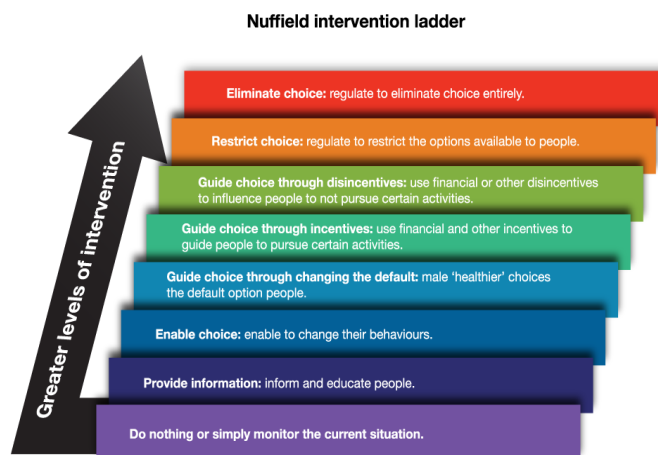 Nuffield intervention ladder
Eliminate choice: regulate to eliminate choice entirely.
Restrict choice: regulate to restrict the options available to people.
Guide choice through disincentives: use financial or other disincentives
to influence people to not pursue certain activities.
Guide choice through incentives: use financial and other incentives to
guide people to pursue certain activities.
Guide choice through changing the default: male ‘healthier’ choices
the default option people.
Enable choice: enable to change their behaviours.
Provide information: inform and educate people.
Do nothing or simply monitor the current situation.
Greater levels of intervention